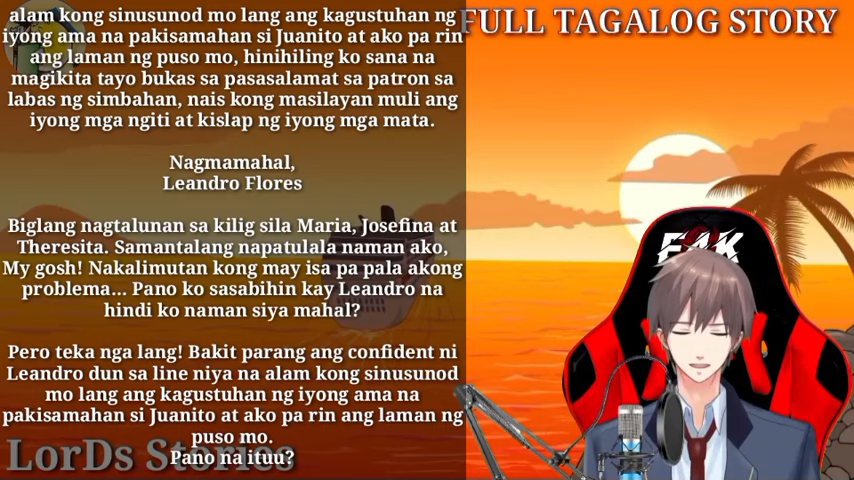 alam kong sinusunod mo lang ang kagustuhan ng
iyong ama na pakisamahan si Juanito at ako pa rin
ang laman ng puso mo, hinihiling ko sana na
magikita tayo bukas sa pasasalamat sa patron sa
labas ng simbahan, nais kong masilayan muli ang
iyong mga ngiti at kislap ng iyong mga mata.
Nagmamahal,
Leandro Flores
Biglang nagtalunan sa kilig sila Maria, Josefina at
Theresita. Samantalang napatulala naman ako,
My gosh! Nakalimutan kong may isa pa pala akong
problema... Pano ko sasabihin kay Leandro na
hindi ko naman siya mahal?
Pero teka nga lang! Bakit parang ang confident ni
Leandro dun sa line niya na alam kong sinusunod
mo lang ang kagustuhan ng iyong ama na
pakisamahan si Juanito at ako pa rin ang laman ng
puso mo.
Pano na ituu?
FULL TAGALOG STORY
LorDs Stories